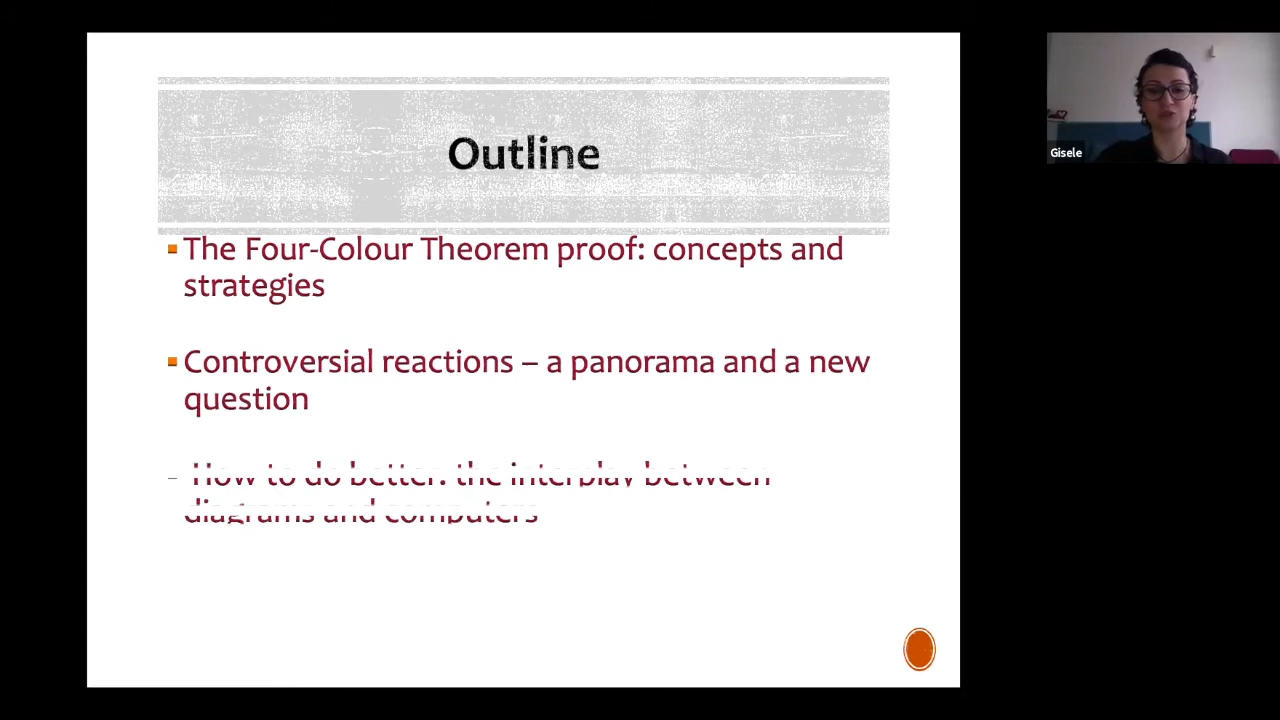 Outline
The Four-Colour Theorem proof: concepts and
strategies
Controversial reactions – a panorama and a new
question
How to do better: the interplay between
diagrams and computers
Gisele